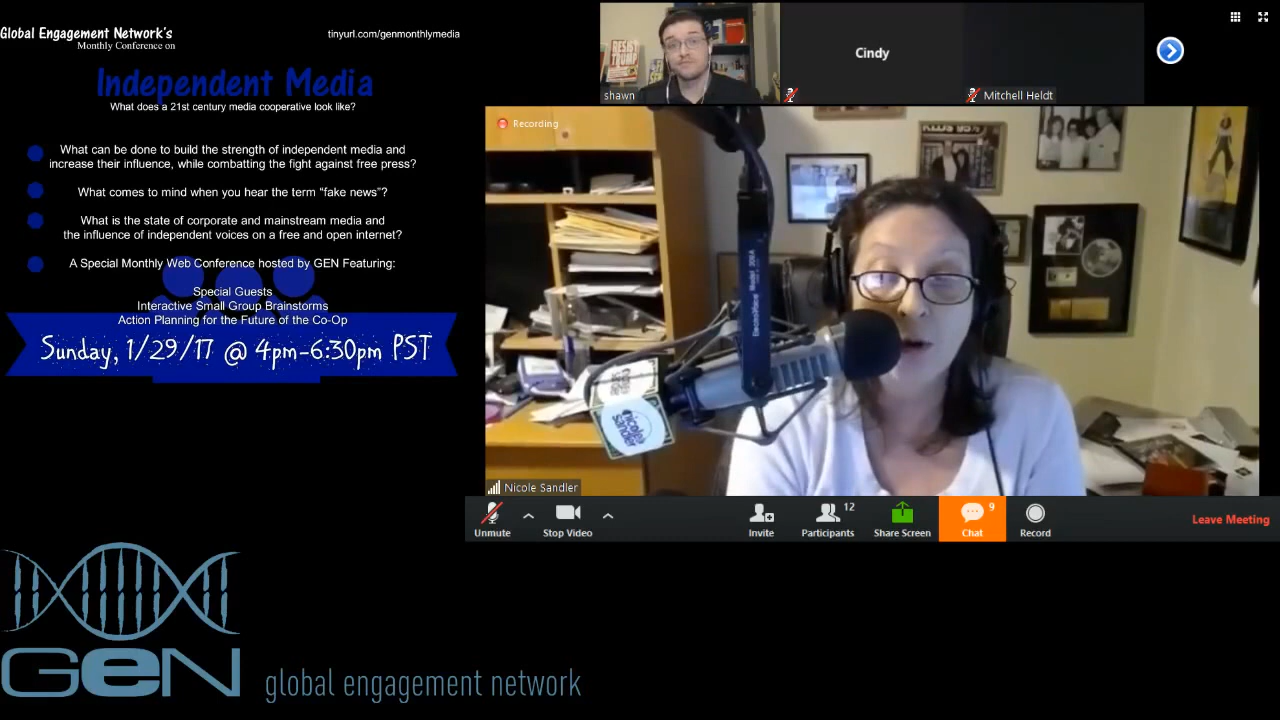 Global Engagement Network's
Monthly Conference on
tinyurl.com/genmonthlymedia
Independent Media
What does a 21st century media cooperative look like?
What can be done to build the strength of independent media and
increase their influence, while combatting the fight against free press?
What comes to mind when you hear the term "fake news"?
What is the state of corporate and mainstream media and
the influence of independent voices on a free and open internet?
A Special Monthly Web Conference hosted by GEN Featuring:
Special Guests
Interactive Small Group Brainstorms
Action Planning for the Future of the Co-Op
Sunday, 1/29/17 @ 4pm-6:30pm PST
GeN
global engagement network
RESIST
TRUMP
shawn
Cindy
Mitchell Heldt
Recording
nicole
sandler
Nicole Sandler
Unmute
Stop Video
Invite
12
Participants
Share Screen
9
Chat
Record
Leave Meeting